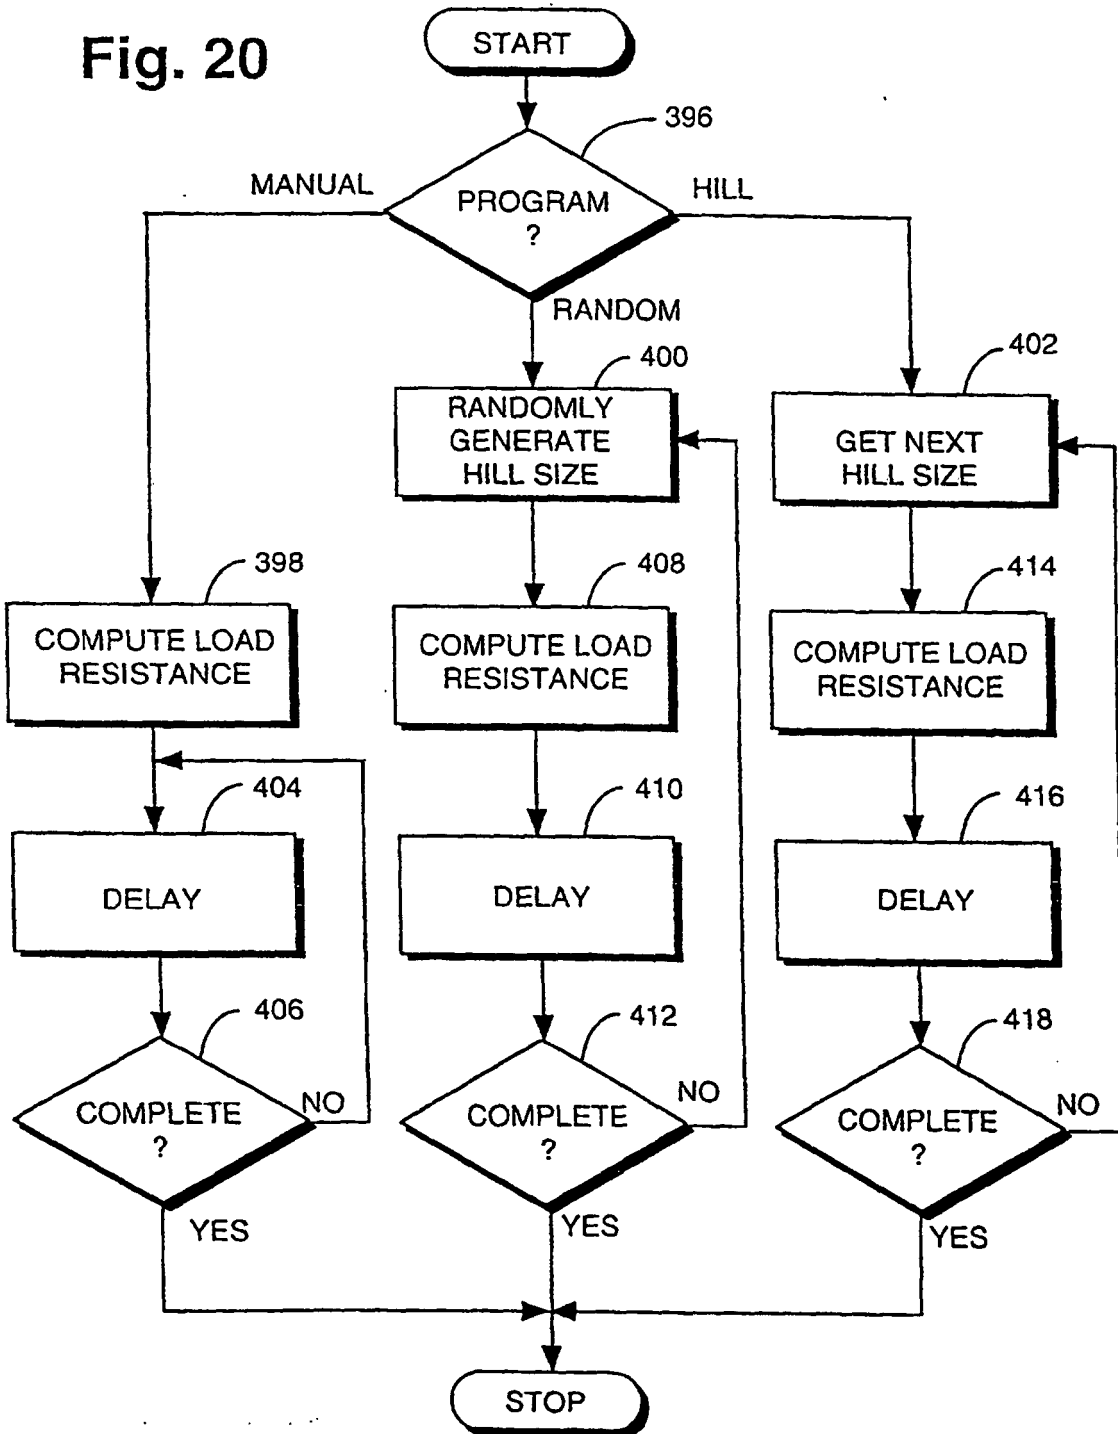 Fig. 20
START
396
MANUAL
PROGRAM
?
HILL
RANDOM
400
RANDOMLY
GENERATE
HILL SIZE
402
GET NEXT
HILL SIZE
398
COMPUTE LOAD
RESISTANCE
408
COMPUTE LOAD
RESISTANCE
414
COMPUTE LOAD
RESISTANCE
404
DELAY
410
DELAY
416
DELAY
406
COMPLETE
?
NO
YES
412
COMPLETE
?
NO
YES
418
COMPLETE
?
NO
YES
STOP